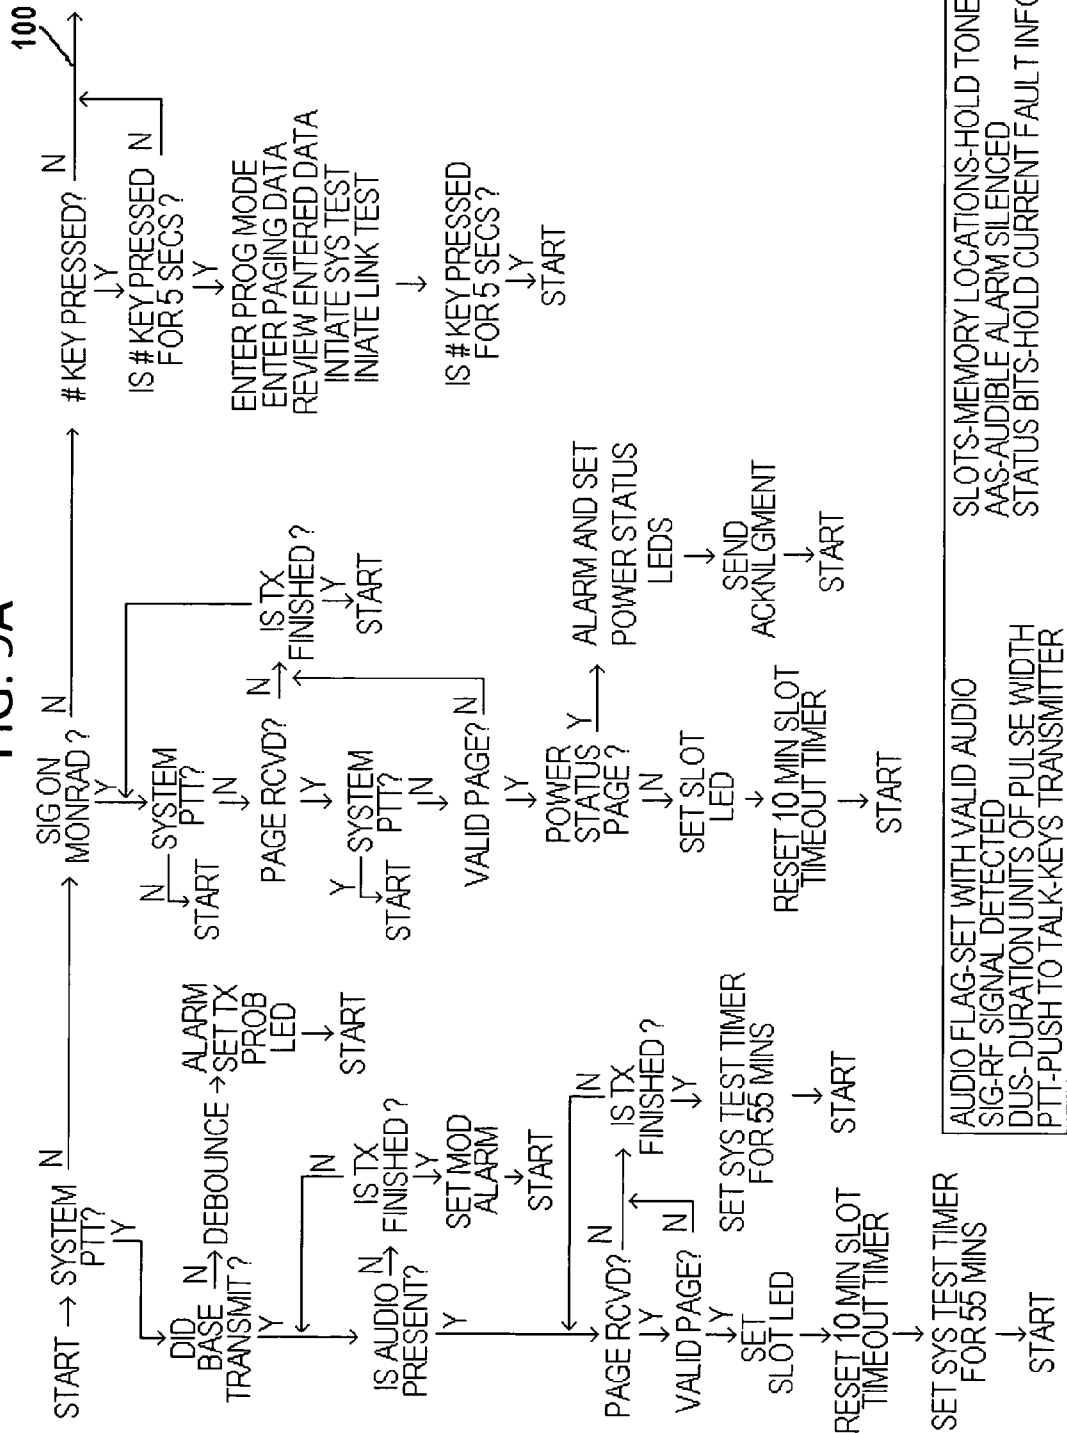 FIG. 9A
100
START
SYSTEM
PTT?
N
Y
DID
BASE
TRANSMIT?
N
Y
DEBOUNCE
ALARM
SET TX
PROB
LED
START
IS AUDIO
PRESENT?
N
Y
IS TX
FINISHED?
N
Y
SET MOD
ALARM
START
PAGE RCVD?
N
Y
VALID PAGE?
N
Y
IS TX
FINISHED?
N
Y
SET SYS TEST TIMER
FOR 55 MINS
START
SET
SLOT LED
RESET 10 MIN SLOT
TIMEOUT TIMER
SET SYS TEST TIMER
FOR 55 MINS
START
SIG ON
MONRAD?
N
Y
SYSTEM
PTT?
N
START
N
PAGE RCVD?
N
Y
IS TX
FINISHED?
Y
START
SYSTEM
PTT?
Y
START
N
VALID PAGE?
N
Y
POWER
STATUS
PAGE?
Y
N
ALARM AND SET
POWER STATUS
LEDS
SEND
ACKNLGMENT
START
SET SLOT
LED
RESET 10 MIN SLOT
TIMEOUT TIMER
START
# KEY PRESSED?
N
Y
IS # KEY PRESSED
FOR 5 SECS?
N
Y
ENTER PROG MODE
ENTER PAGING DATA
REVIEW ENTERED DATA
INTIATE SYS TEST
INIATE LINK TEST
IS # KEY PRESSED
FOR 5 SECS?
Y
START
AUDIO FLAG-SET WITH VALID AUDIO
SIG-RF SIGNAL DETECTED
DUS- DURATION UNITS OF PULSE WIDTH
PTT-PUSH TO TALK-KEYS TRANSMITTER
SLOTS-MEMORY LOCATIONS-HOLD TONE
AAS-AUDIBLE ALARM SILENCED
STATUS BITS-HOLD CURRENT FAULT INFO